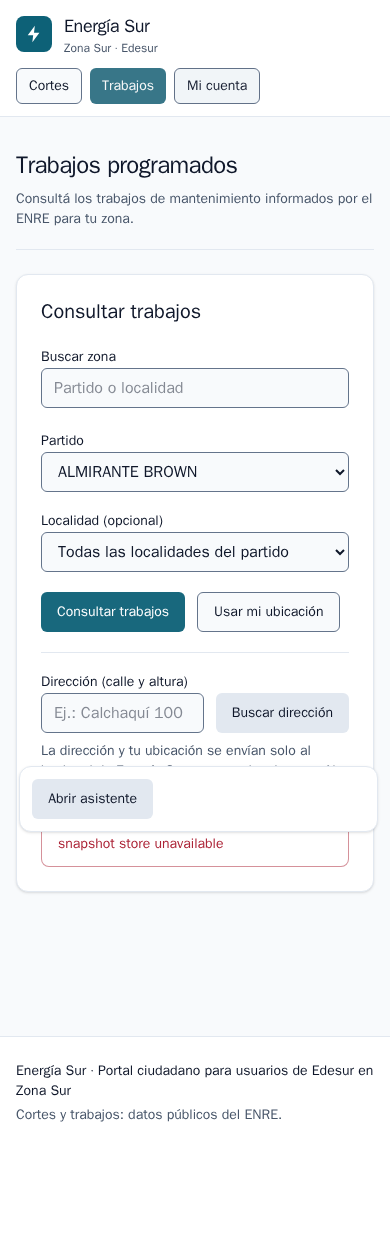 Energía Sur
Zona Sur · Edesur
Cortes
Trabajos
Mi cuenta
Trabajos programados
Consultá los trabajos de mantenimiento informados por el
ENRE para tu zona.
Consultar trabajos
Buscar zona
Partido o localidad
Partido
ALMIRANTE BROWN
Localidad (opcional)
Todas las localidades del partido
Consultar trabajos
Usar mi ubicación
Dirección (calle y altura)
Ej.: Calchaquí 100
Buscar dirección
La dirección y tu ubicación se envían solo al
Abrir asistente
snapshot store unavailable
Energía Sur · Portal ciudadano para usuarios de Edesur en
Zona Sur
Cortes y trabajos: datos públicos del ENRE.